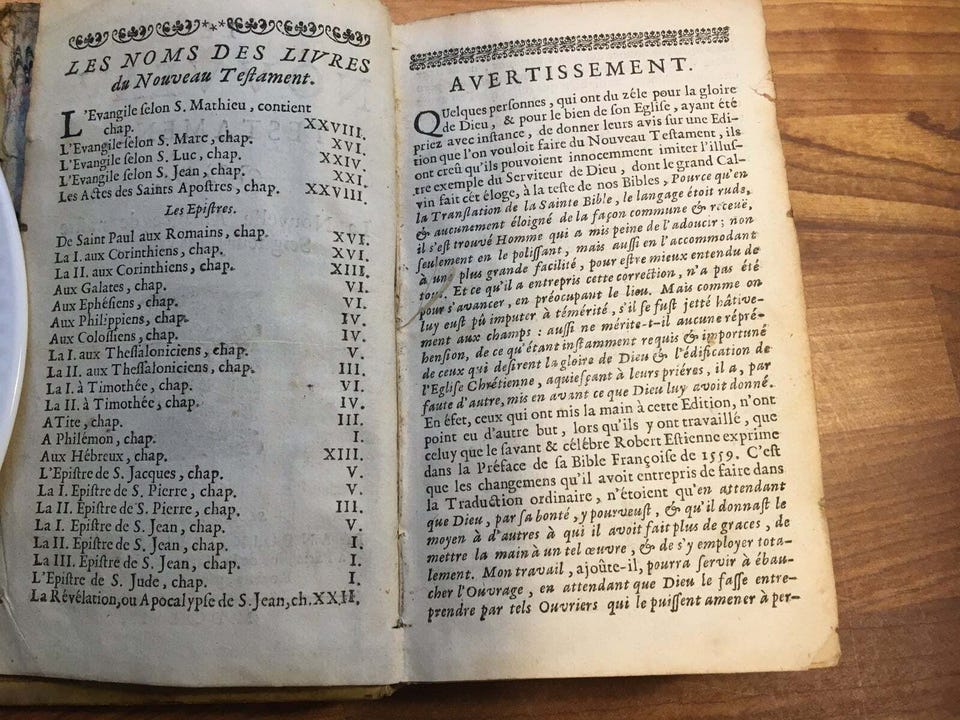 LES NOMS DES LIVRES
du Nouveau Teſtament.
L'Evangile ſelon S. Mathieu, contient
chap. XXVIII.
L'Evangile ſelon S. Marc, chap. XVI.
L'Evangile ſelon S. Luc, chap. XXIV.
L'Evangile ſelon S. Jean, chap. XXI.
Les Actes des Saints Apoſtres, chap. XXVIII.
Les Epiſtres.
De Saint Paul aux Romains, chap. XVI.
La I. aux Corinthiens, chap. XVI.
La II. aux Corinthiens, chap. XIII.
Aux Galates, chap. VI.
Aux Ephéſiens, chap. VI.
Aux Philippiens, chap. IV.
Aux Coloſſiens, chap. IV.
La I. aux Theſſaloniciens, chap. V.
La II. aux Theſſaloniciens, chap. III.
La I. à Timothée, chap. VI.
La II. à Timothée, chap. IV.
A Tite, chap. III.
A Philémon, chap. I.
Aux Hébreux, chap. XIII.
L'Epiſtre de S. Jacques, chap. V.
La I. Epiſtre de S. Pierre, chap. V.
La II. Epiſtre de S. Pierre, chap. III.
La I. Epiſtre de S. Jean, chap. V.
La II. Epiſtre de S. Jean, chap. I.
La III. Epiſtre de S. Jean, chap. I.
L'Epiſtre de S. Jude, chap. I.
La Révélation, ou Apocalypſe de S. Jean, ch. XXII.
AVERTISSEMENT.
QUelques perſonnes, qui ont du zéle pour la gloire
de Dieu, & pour le bien de ſon Egliſe, ayant été
priez avec inſtance, de donner leurs avis sur une Edi-
tion que l'on vouloit faire du Nouveau Teſtament, ils
ont creû qu'ils pouvoient innocemment imiter l'illuſ-
tre exemple du Serviteur de Dieu, dont le grand Cal-
vin fait cét éloge, à la teſte de nos Bibles, Pource qu'en
la Tranſlation de la Sainte Bible, le langage étoit rude,
& aucunement éloigné de la façon commune & receuë,
il s'eſt trouvé Homme qui a mis peine de l'adoucir; non
ſeulement en le poliſſant, mais auſſi en l'accommodant
à une plus grande facilité, pour eſtre mieux entendu de
tous. Et ce qu'il a entrepris cette correction, n'a pas été
pour s'avancer, en préocupant le lieu. Mais comme on
luy euſt pû imputer à témérité, s'il ſe fuſt jetté hâtive-
ment aux champs : auſſi ne mérite-t-il aucune répré-
henſion, de ce qu'étant inſtamment requis & importuné
de ceux qui deſirent la gloire de Dieu & l'édification de
l'Egliſe Chrétienne, aquieſçant à leurs priéres, il a, par
faute d'autre, mis en avant ce que Dieu luy avoit donné.
En éfet, ceux qui ont mis la main à cette Edition, n'ont
point eu d'autre but, lors qu'ils y ont travaillé, que
celuy que le ſavant & célébre Robert Eſtienne exprime
dans la Préface de ſa Bible Françoiſe de 1559. C'eſt
que les changemens qu'il avoit entrepris de faire dans
la Traduction ordinaire, n'étoient qu'en attendant
que Dieu, par ſa bonté, y pourveuſt, & qu'il donnaſt le
moyen à d'autres à qui il avoit fait plus de graces, de
mettre la main à un tel œuvre, & de s'y employer tota-
lement. Mon travail, ajoûte-il, pourra ſervir à ébau-
cher l'Ouvrage, en attendant que Dieu le faſſe entre-
prendre par tels Ouvriers qui le puiſſent amener à per-